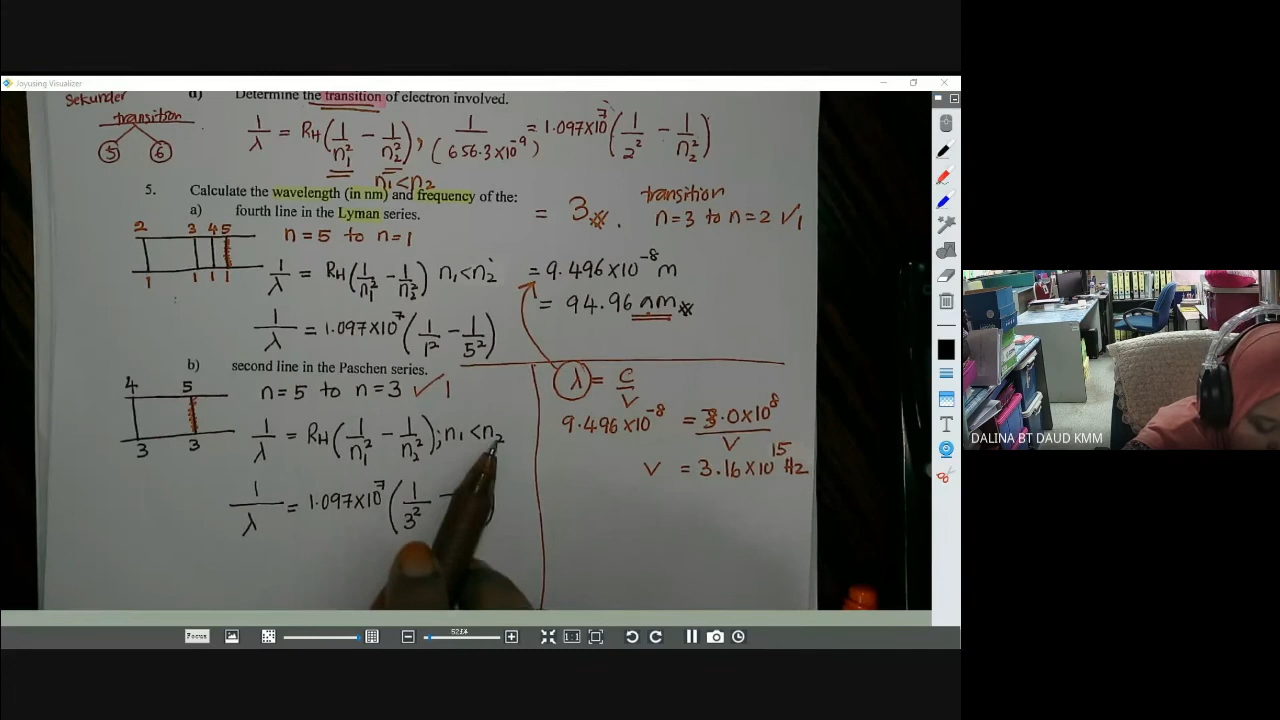 Joyusing Visualizer
Sekunder
transition
5 6
d) Determine the transition of electron involved.
1/λ = RH(1/n₁² − 1/n₂²), 1/(656.3×10⁻⁹) = 1.097×10⁷(1/2² − 1/n₂²)
n₁<n₂
= 3 .
transition
n=3 to n=2 ✓1
5. Calculate the wavelength (in nm) and frequency of the:
a) fourth line in the Lyman series.
2 3 4 5
1 1 1 1
n=5 to n=1
1/λ = RH(1/n₁² − 1/n₂²) n₁<n₂
1/λ = 1.097×10⁷(1/1² − 1/5²)
= 9.496×10⁻⁸ m
= 94.96 nm
λ = c/ν
9.496×10⁻⁸ = 3.0×10⁸/ν
ν = 3.16×10¹⁵ Hz
b) second line in the Paschen series.
4 5
3 3
n=5 to n=3 ✓1
1/λ = RH(1/n₁² − 1/n₂²); n₁<n₂
1/λ = 1.097×10⁷(1/3² −
DALINA BT DAUD KMM
Focus
1:1